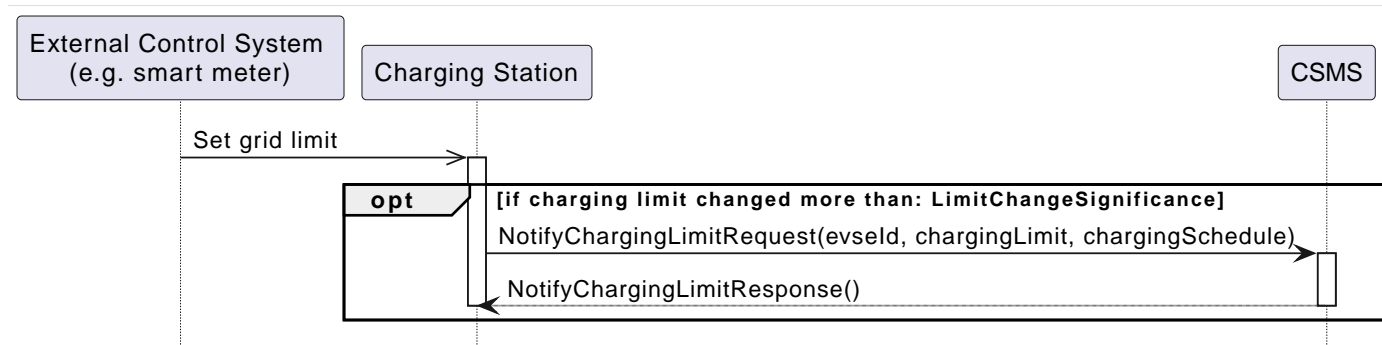 External Control System
(e.g. smart meter)
Charging Station
CSMS
Set grid limit
opt
[if charging limit changed more than: LimitChangeSignificance]
NotifyChargingLimitRequest(evseId, chargingLimit, chargingSchedule)
NotifyChargingLimitResponse()